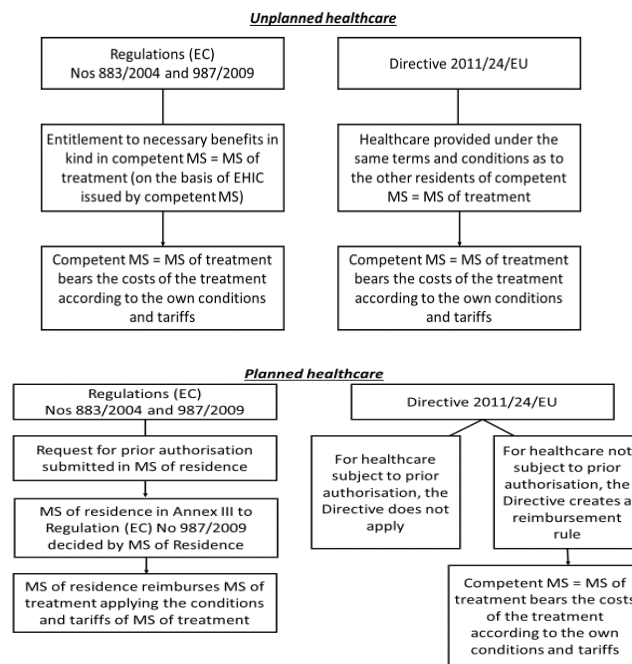 Unplanned healthcare
Regulations (EC)
Nos 883/2004 and 987/2009
Directive 2011/24/EU
Entitlement to necessary benefits in
kind in competent MS = MS of
treatment (on the basis of EHIC
issued by competent MS)
Healthcare provided under the
same terms and conditions as to
the other residents of competent
MS = MS of treatment
Competent MS = MS of treatment
bears the costs of the treatment
according to the own conditions
and tariffs
Competent MS = MS of treatment
bears the costs of the treatment
according to the own conditions
and tariffs
Planned healthcare
Regulations (EC)
Nos 883/2004 and 987/2009
Directive 2011/24/EU
Request for prior authorisation
submitted in MS of residence
For healthcare
subject to prior
authorisation, the
Directive does not
apply
For healthcare not
subject to prior
authorisation, the
Directive creates a
reimbursement
rule
MS of residence in Annex III to
Regulation (EC) No 987/2009
decided by MS of Residence
MS of residence reimburses MS of
treatment applying the conditions
and tariffs of MS of treatment
Competent MS = MS of
treatment bears the costs
of the treatment
according to the own
conditions and tariffs